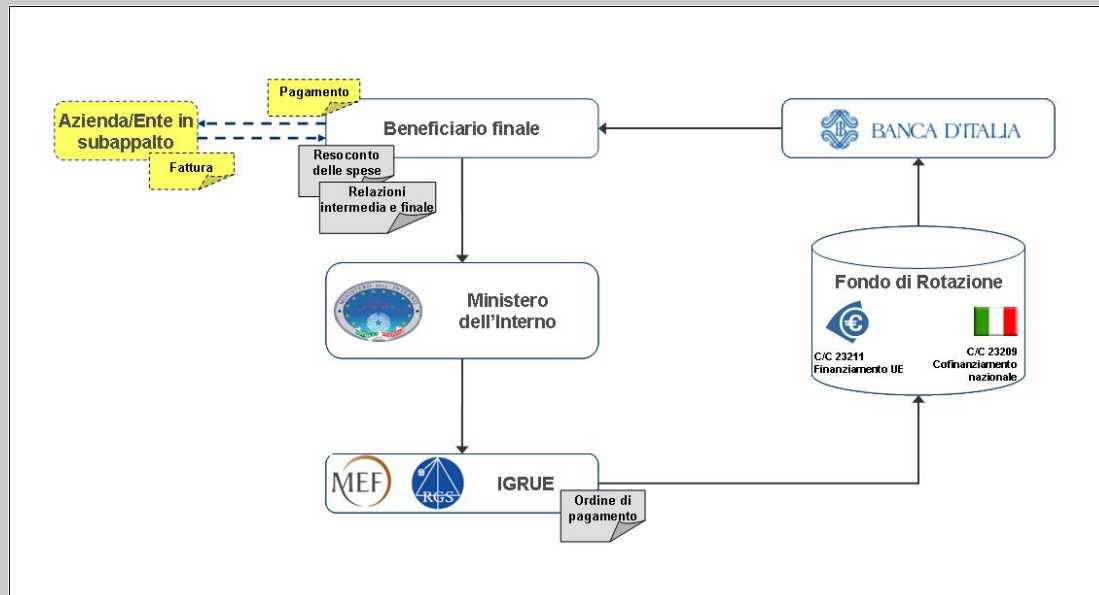 Pagamento
Azienda/Ente in
subappalto
Fattura
Beneficiario finale
Resoconto
delle spese
Relazioni
intermedia e finale
BANCA D'ITALIA
Ministero
dell'Interno
Fondo di Rotazione
C/C 23211
Finanziamento UE
C/C 23209
Cofinanziamento
nazionale
MEF
RGS
IGRUE
Ordine di
pagamento